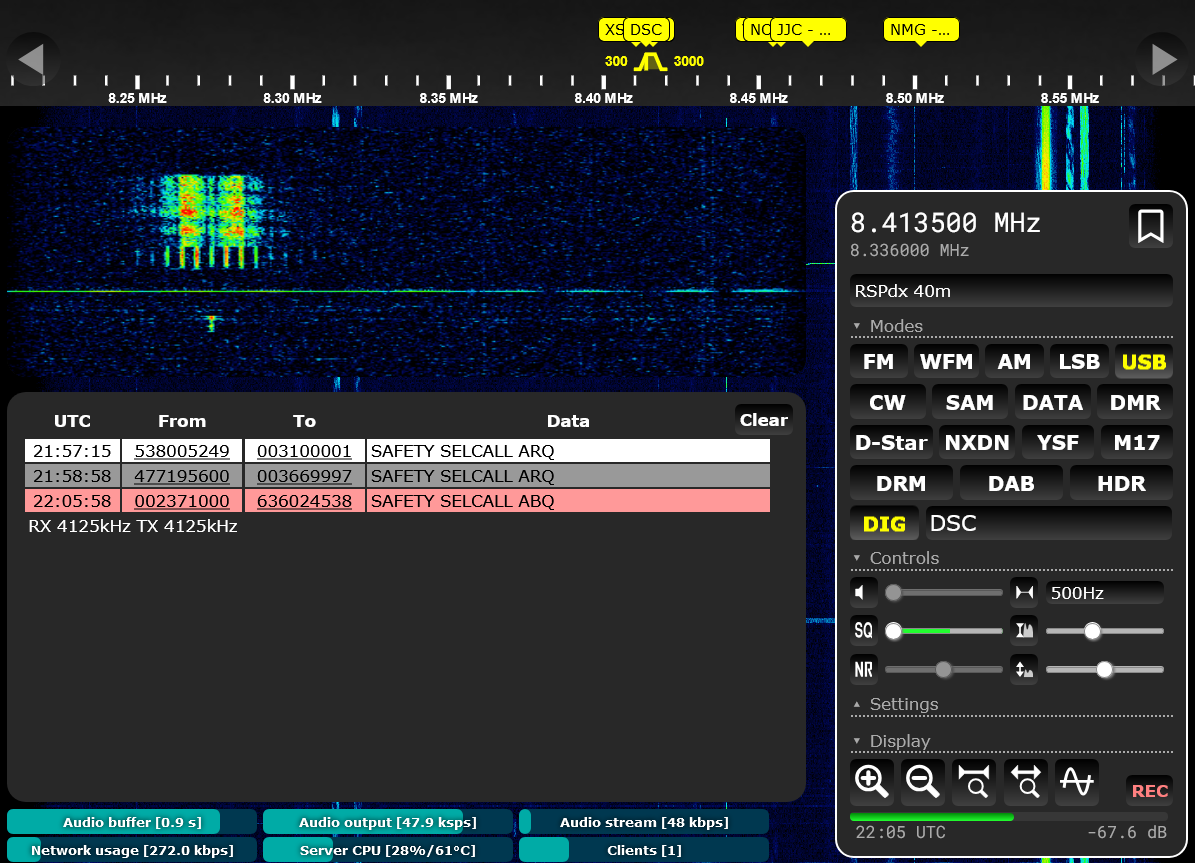 XS DSC NC JJC - ... NMG -...
300 3000
8.25 MHz 8.30 MHz 8.35 MHz 8.40 MHz 8.45 MHz 8.50 MHz 8.55 MHz
UTC From To Data Clear
21:57:15 538005249 003100001 SAFETY SELCALL ARQ
21:58:58 477195600 003669997 SAFETY SELCALL ARQ
22:05:58 002371000 636024538 SAFETY SELCALL ABQ
RX 4125kHz TX 4125kHz
8.413500 MHz
8.336000 MHz
RSPdx 40m
Modes
FM WFM AM LSB USB
CW SAM DATA DMR
D-Star NXDN YSF M17
DRM DAB HDR
DIG DSC
Controls
500Hz
SQ
NR
Settings
Display
REC
22:05 UTC -67.6 dB
Audio buffer [0.9 s] Audio output [47.9 ksps] Audio stream [48 kbps]
Network usage [272.0 kbps] Server CPU [28%/61°C] Clients [1]